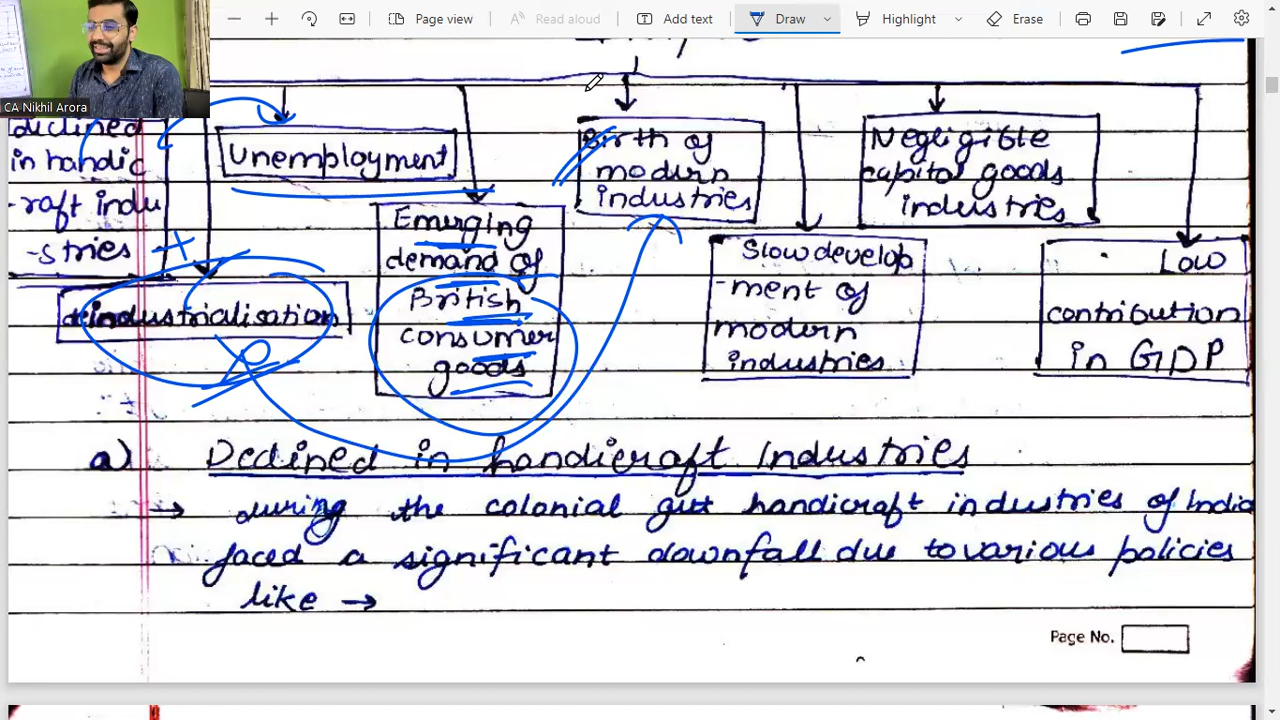 Page view
Read aloud
Add text
Draw
Highlight
Erase
CA Nikhil Arora
declined
in handic
-raft indu
-stries
Unemployment
Emerging
demand of
British
consumer
goods
Birth of
modern
industries
Negligible
capital goods
industries
Slow develop
-ment of
modern
industries
Low
contribution
in GDP
a) Declined in handicraft Industries
→ during the colonial gvt handicraft industries of India
faced a significant downfall due to various policies
like →
Page No.